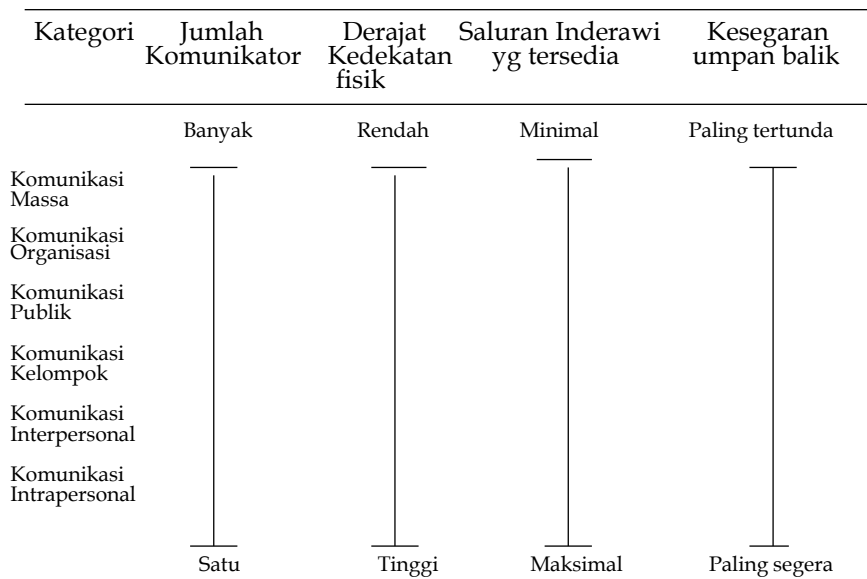 Kategori Jumlah Derajat Saluran Inderawi Kesegaran
Komunikator Kedekatan yg tersedia umpan balik
fisik
Banyak Rendah Minimal Paling tertunda
Komunikasi
Massa
Komunikasi
Organisasi
Komunikasi
Publik
Komunikasi
Kelompok
Komunikasi
Interpersonal
Komunikasi
Intrapersonal
Satu Tinggi Maksimal Paling segera